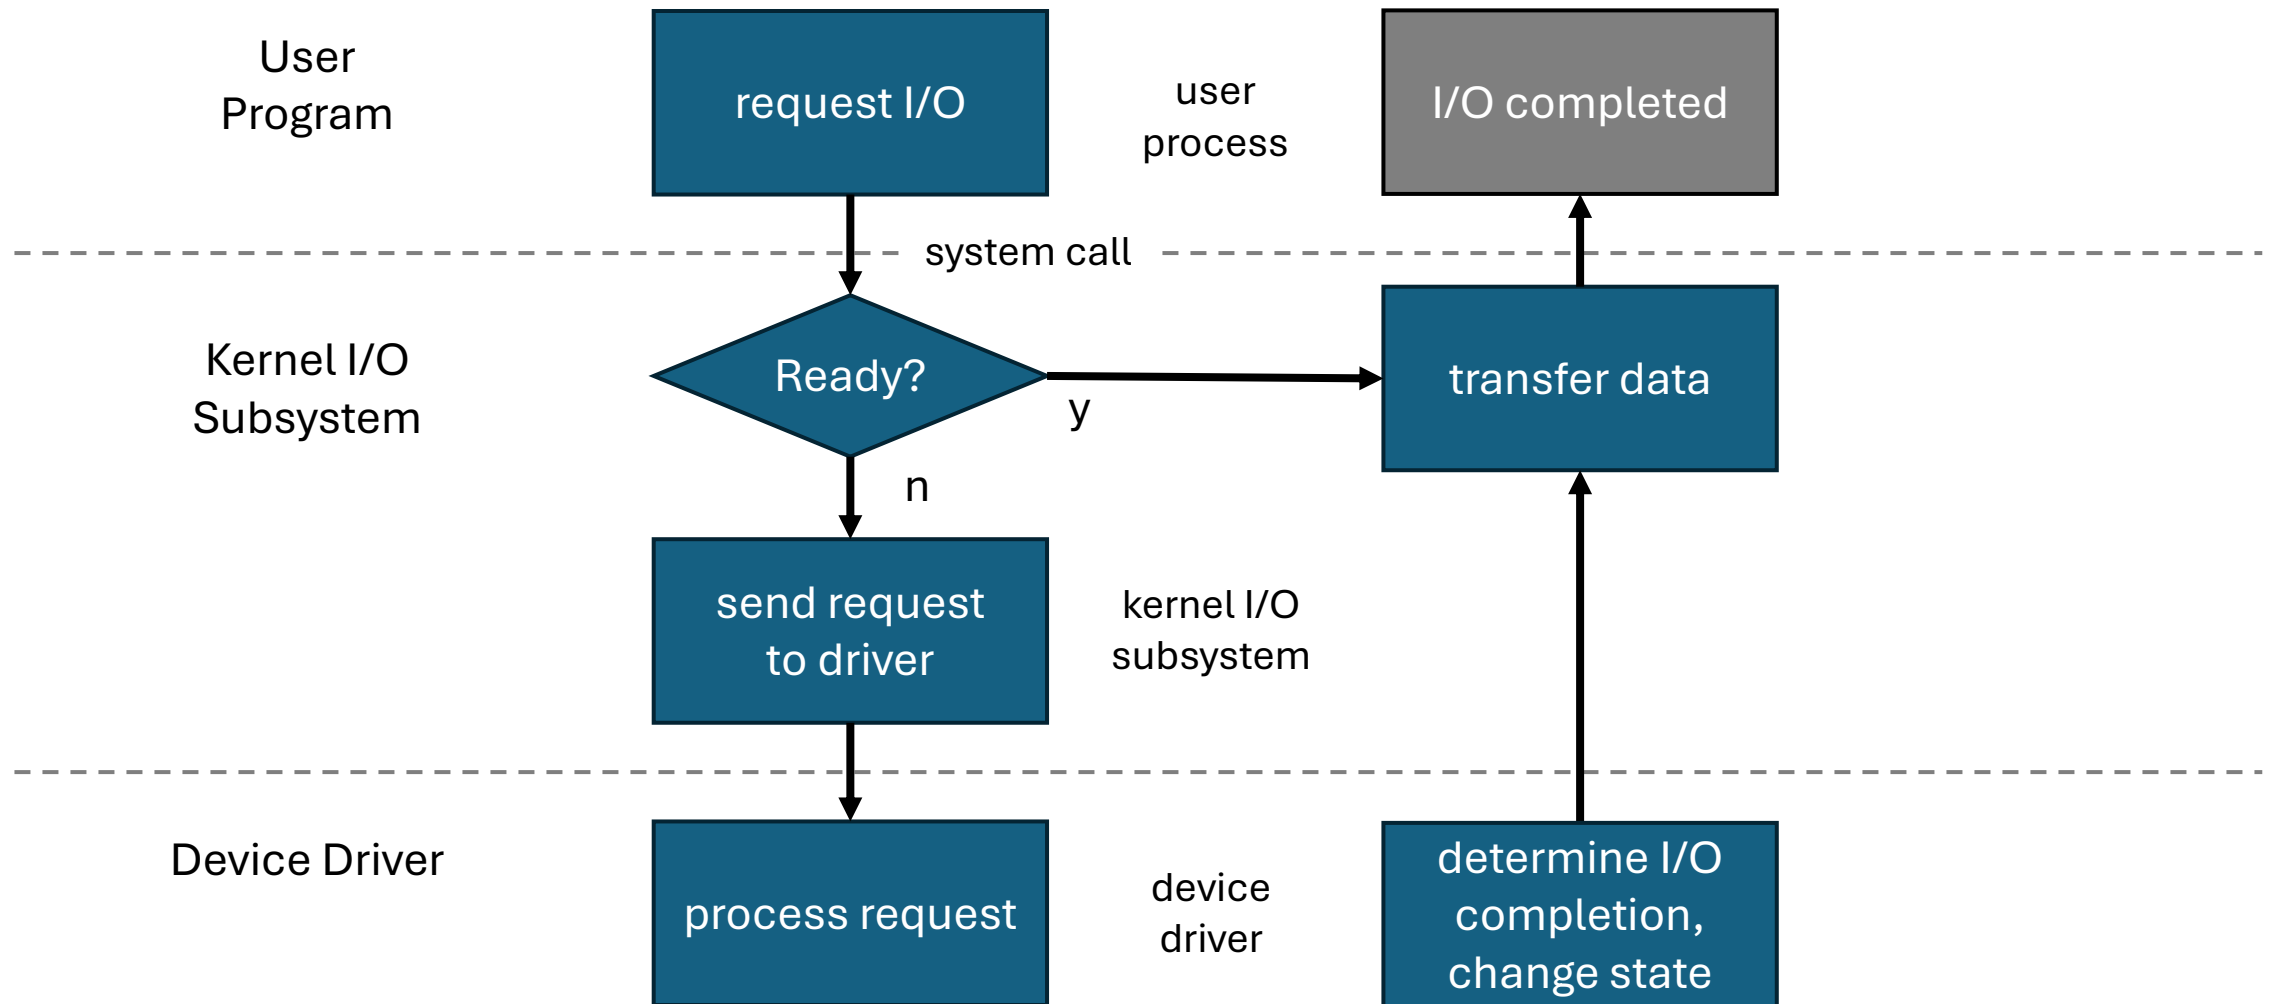 User
Program
request I/O
user
process
I/O completed
system call
Kernel I/O
Subsystem
Ready?
y
transfer data
n
send request
to driver
kernel I/O
subsystem
Device Driver
process request
device
driver
determine I/O
completion,
change state